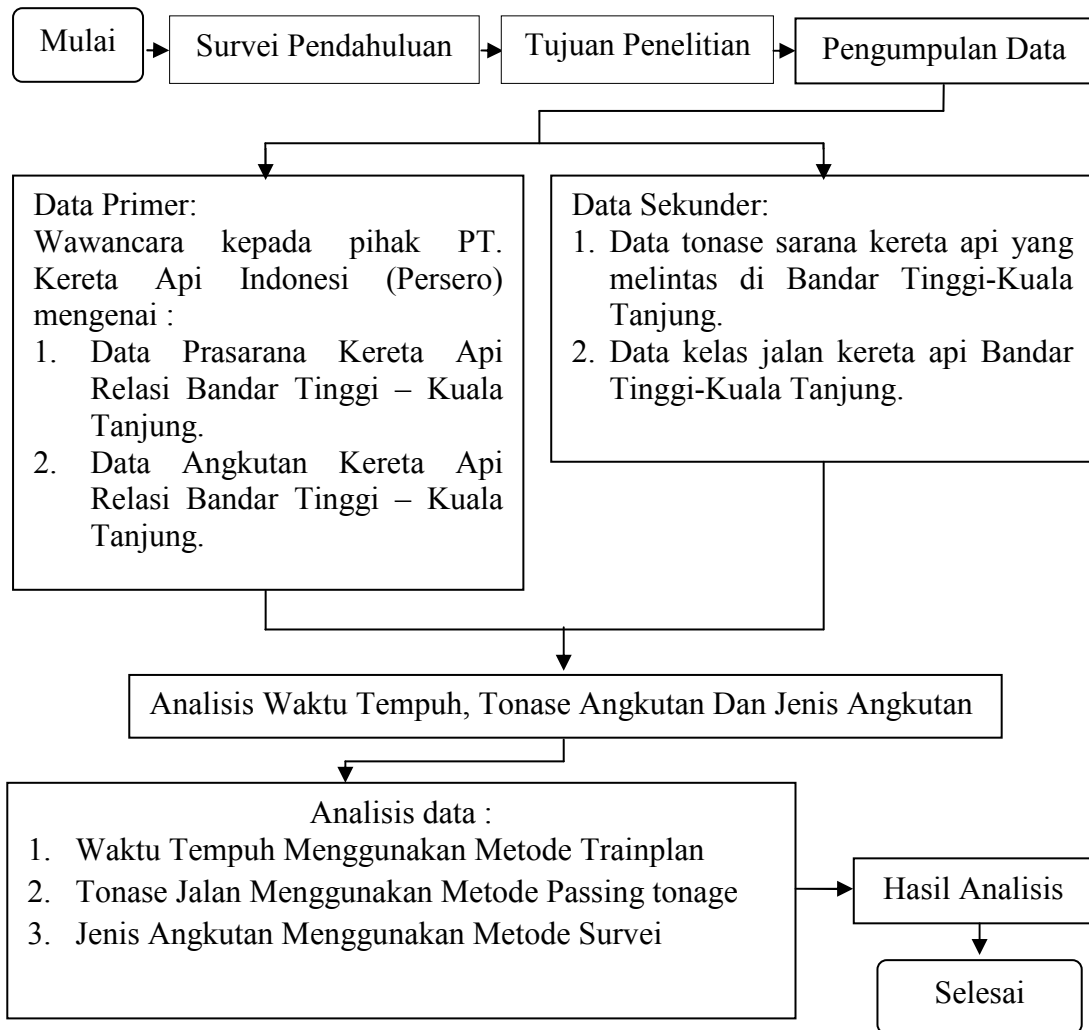 Mulai
Survei Pendahuluan
Tujuan Penelitian
Pengumpulan Data
Data Primer:
Wawancara kepada pihak PT.
Kereta Api Indonesi (Persero)
mengenai :
1. Data Prasarana Kereta Api
Relasi Bandar Tinggi – Kuala
Tanjung.
2. Data Angkutan Kereta Api
Relasi Bandar Tinggi – Kuala
Tanjung.
Data Sekunder:
1. Data tonase sarana kereta api yang
melintas di Bandar Tinggi-Kuala
Tanjung.
2. Data kelas jalan kereta api Bandar
Tinggi-Kuala Tanjung.
Analisis Waktu Tempuh, Tonase Angkutan Dan Jenis Angkutan
Analisis data :
1. Waktu Tempuh Menggunakan Metode Trainplan
2. Tonase Jalan Menggunakan Metode Passing tonage
3. Jenis Angkutan Menggunakan Metode Survei
Hasil Analisis
Selesai